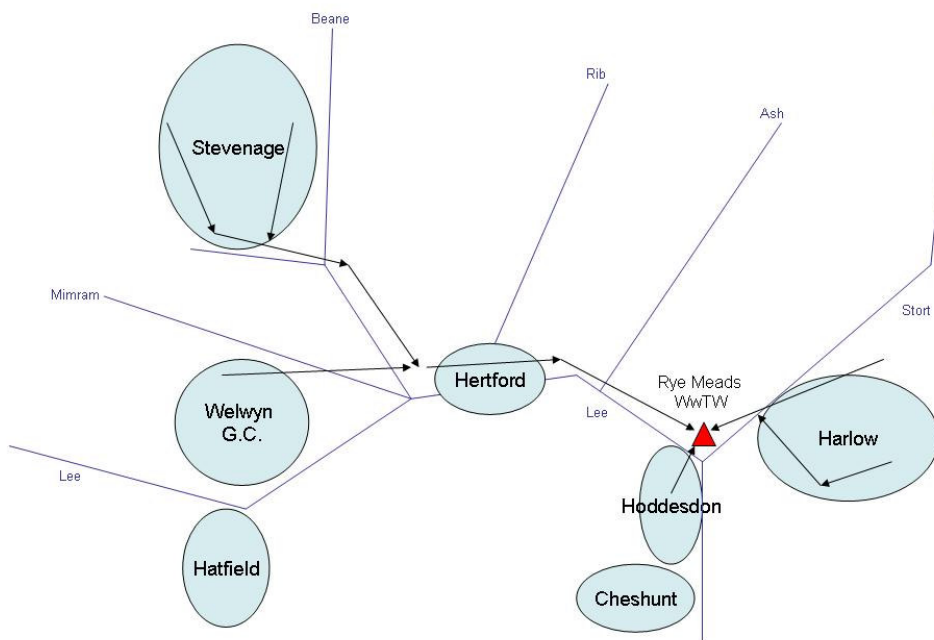 Beane
Rib
Ash
Stevenage
Mimram
Stort
Hertford
Rye Meads
WwTW
Welwyn
G.C.
Lee
Harlow
Lee
Hoddesdon
Hatfield
Cheshunt